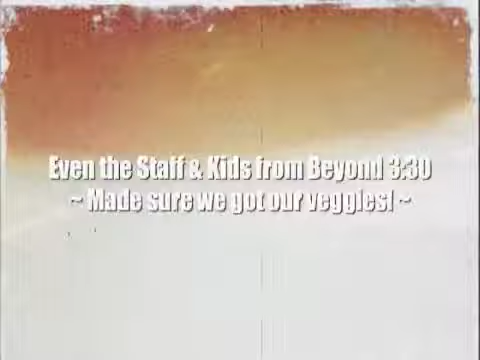 Even the Staff & Kids from Beyond 3:30
~ Made sure we got our veggies! ~